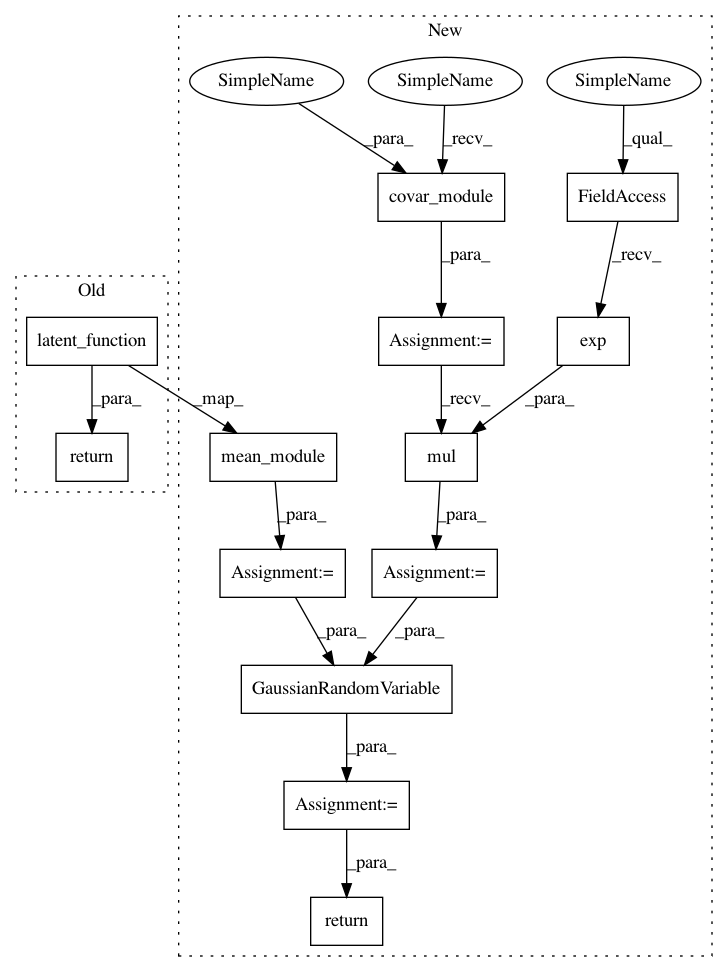 New
SimpleName
SimpleName
SimpleName
_para_
_recv_
_qual_
covar_module
FieldAccess
_para_
_recv_
Old
latent_function
Assignment:=
exp
_para_
_map_
_recv_
_para_
return
mean_module
mul
_para_
_para_
Assignment:=
Assignment:=
_para_
_para_
GaussianRandomVariable
_para_
Assignment:=
_para_
return